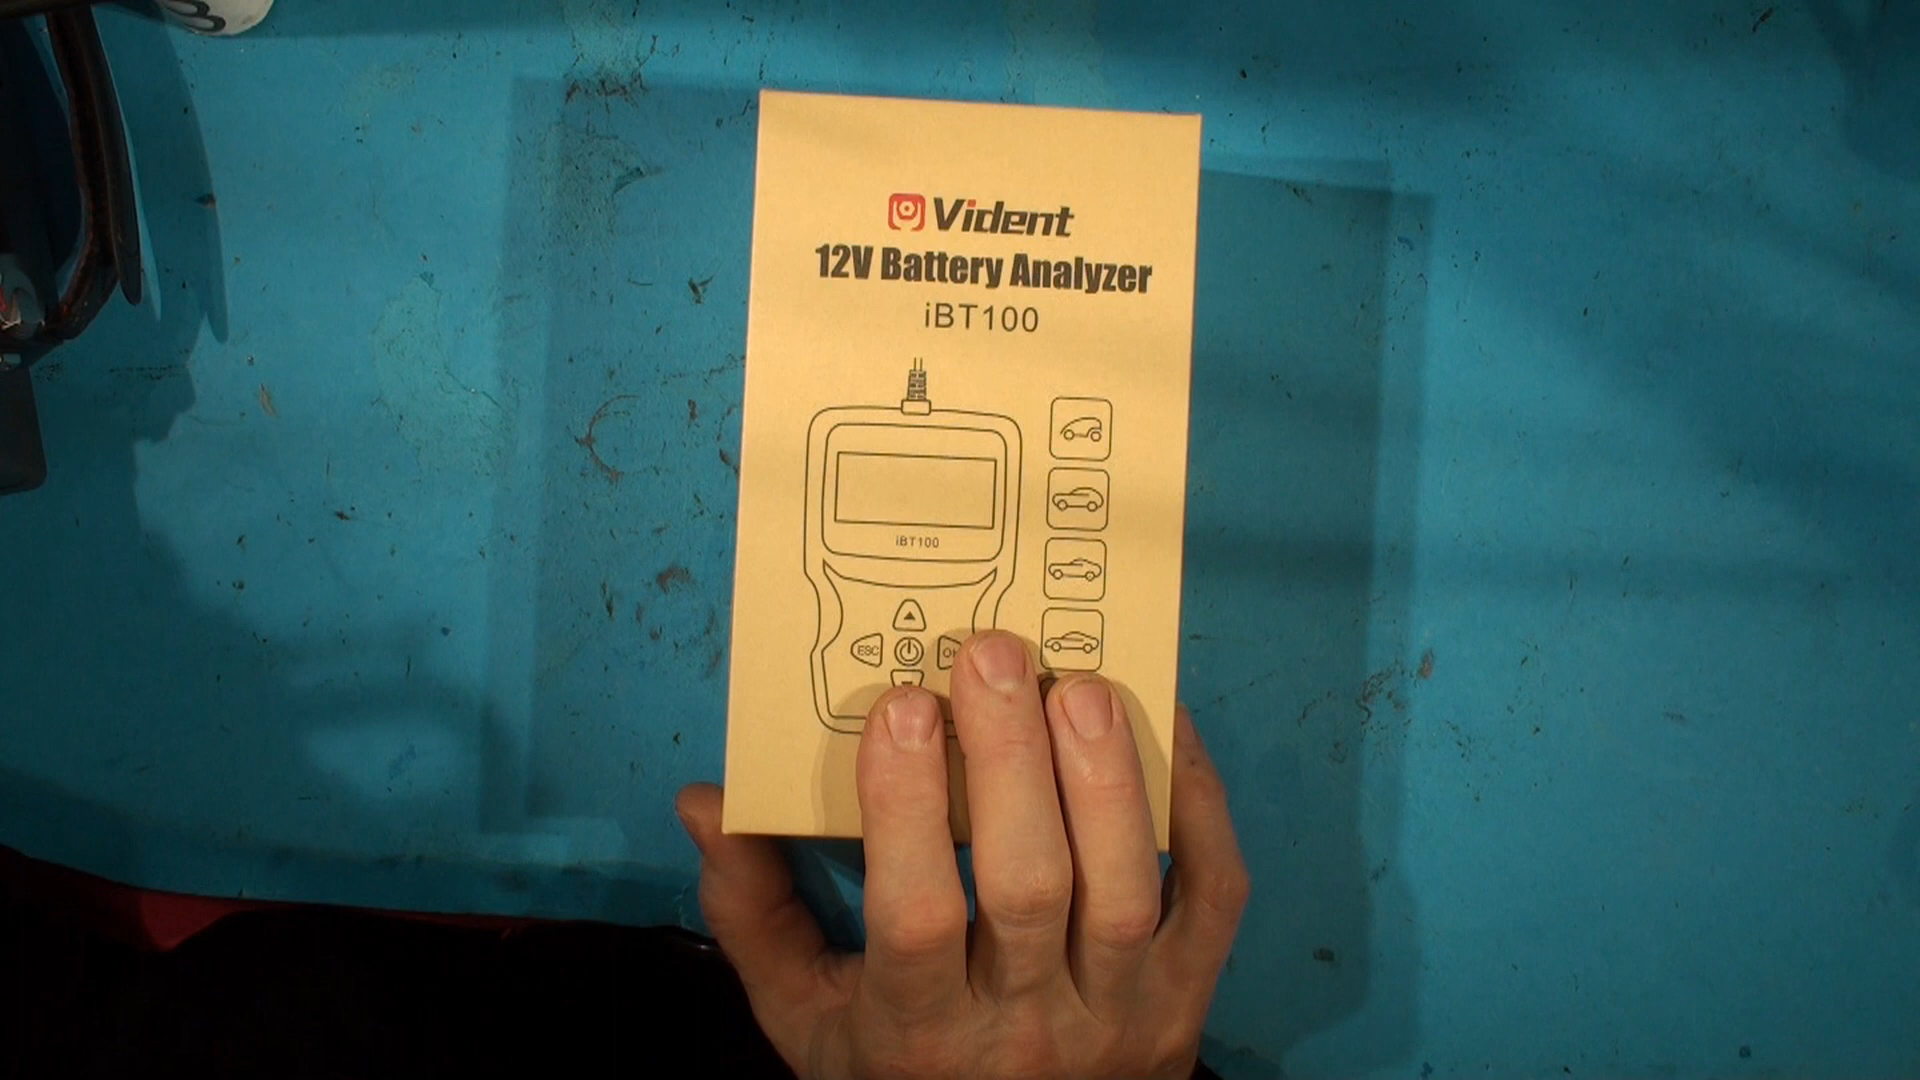 Vident
12V Battery Analyzer
iBT100
iBT100
ESC